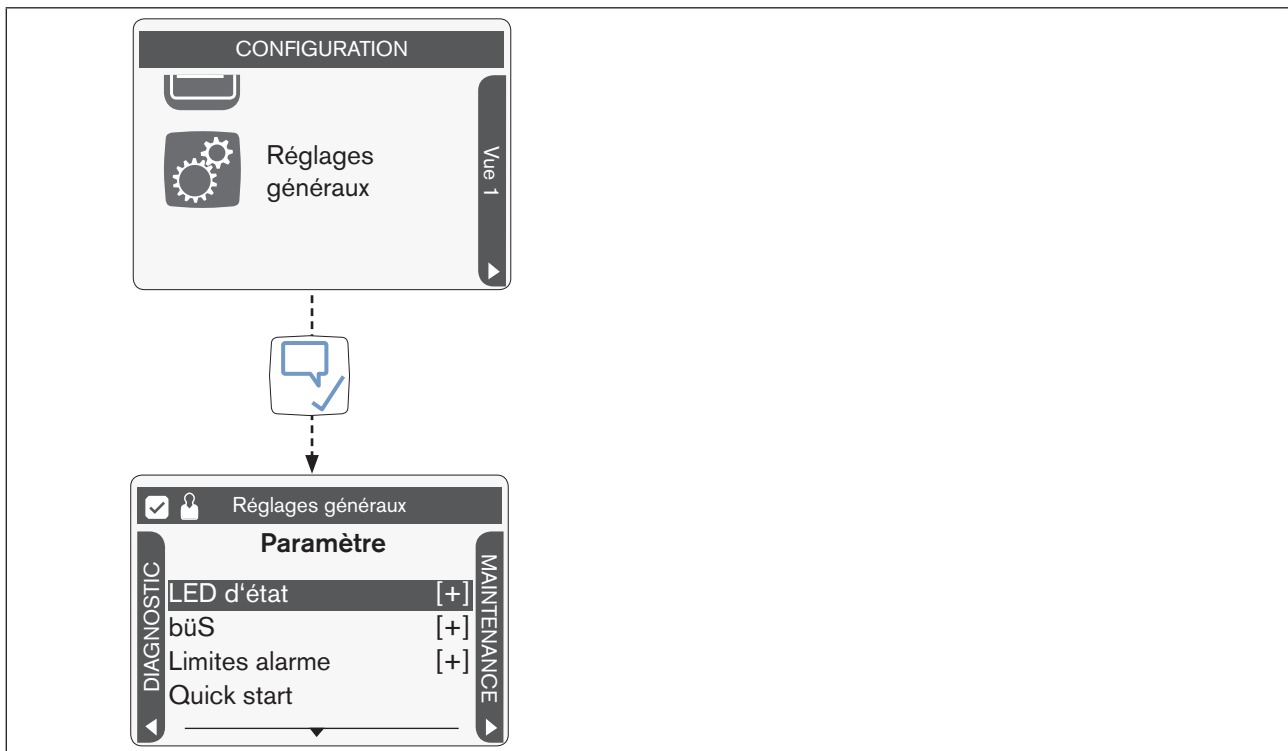 CONFIGURATION
Réglages
généraux
Vue 1
Réglages généraux
Paramètre
DIAGNOSTIC
MAINTENANCE
LED d‘état [+]
büS [+]
Limites alarme [+]
Quick start